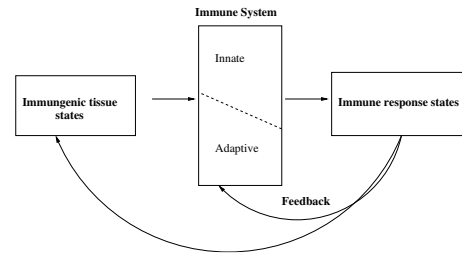 Immune System
Innate
Immungenic tissue
states
Immune response states
Adaptive
Feedback